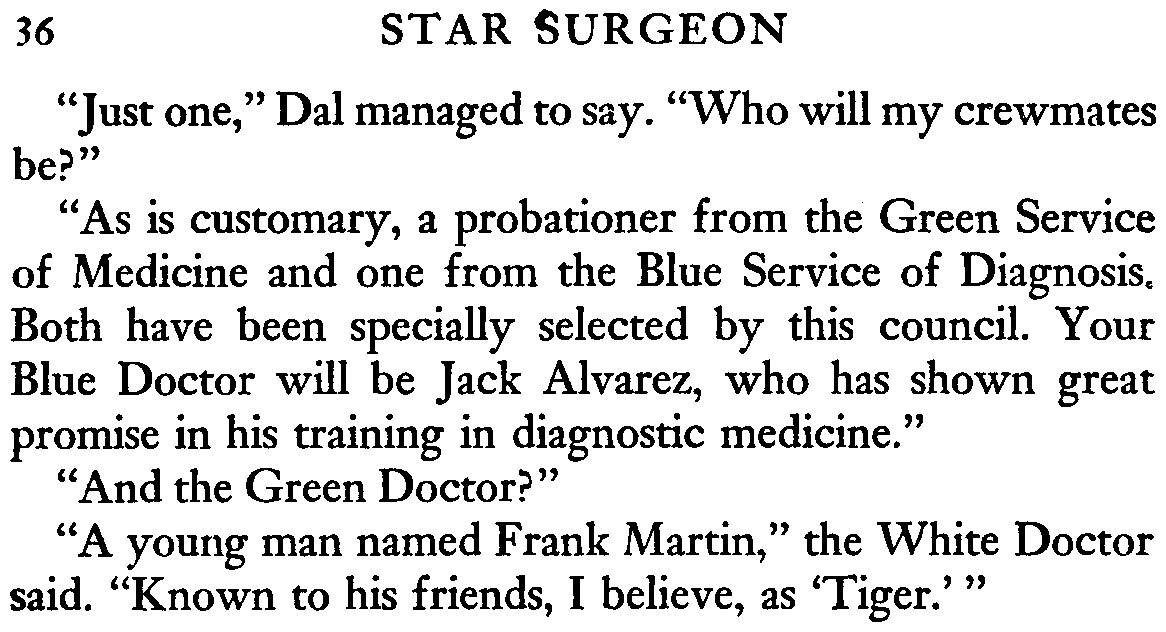 36 STAR SURGEON
“Just one,” Dal managed to say. “Who will my crewmates
be?”
“As is customary, a probationer from the Green Service
of Medicine and one from the Blue Service of Diagnosis.
Both have been specially selected by this council. Your
Blue Doctor will be Jack Alvarez, who has shown great
promise in his training in diagnostic medicine.”
“And the Green Doctor?”
“A young man named Frank Martin,” the White Doctor
said. “Known to his friends, I believe, as ‘Tiger.’ ”